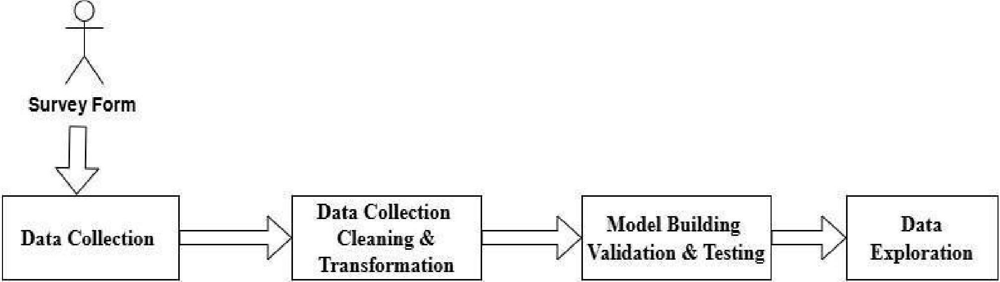 Survey Form
Data Collection
Data Collection
Cleaning &
Transformation
Model Building
Validation & Testing
Data
Exploration